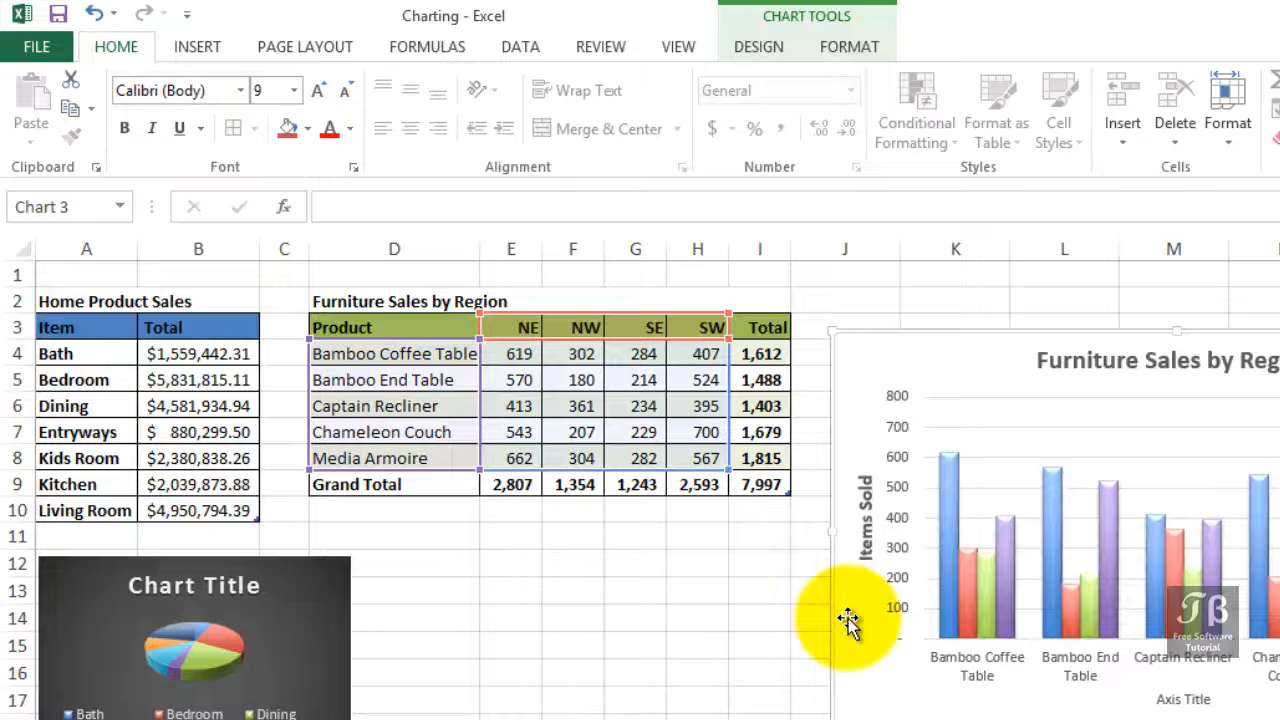 Charting - Excel
CHART TOOLS
FILE HOME INSERT PAGE LAYOUT FORMULAS DATA REVIEW VIEW DESIGN FORMAT
Calibri (Body) 9 A A Wrap Text General
Paste B I U A Merge & Center $ % , Conditional Formatting Format as Table Cell Styles Insert Delete Format
Clipboard Font Alignment Number Styles Cells
Chart 3 fx
A B C D E F G H I J K L M
1
2 Home Product Sales Furniture Sales by Region
3 Item Total Product NE NW SE SW Total
4 Bath $1,559,442.31 Bamboo Coffee Table 619 302 284 407 1,612
5 Bedroom $5,831,815.11 Bamboo End Table 570 180 214 524 1,488
6 Dining $4,581,934.94 Captain Recliner 413 361 234 395 1,403
7 Entryways $ 880,299.50 Chameleon Couch 543 207 229 700 1,679
8 Kids Room $2,380,838.26 Media Armoire 662 304 282 567 1,815
9 Kitchen $2,039,873.88 Grand Total 2,807 1,354 1,243 2,593 7,997
10 Living Room $4,950,794.39
11
12
13
14
15
16
17
Chart Title
Bath Bedroom Dining
Furniture Sales by Reg
Items Sold
800
700
600
500
400
300
200
100
-
Bamboo Coffee Table
Bamboo End Table
Captain Recliner
Axis Title
TB
Free Software
Tutorial